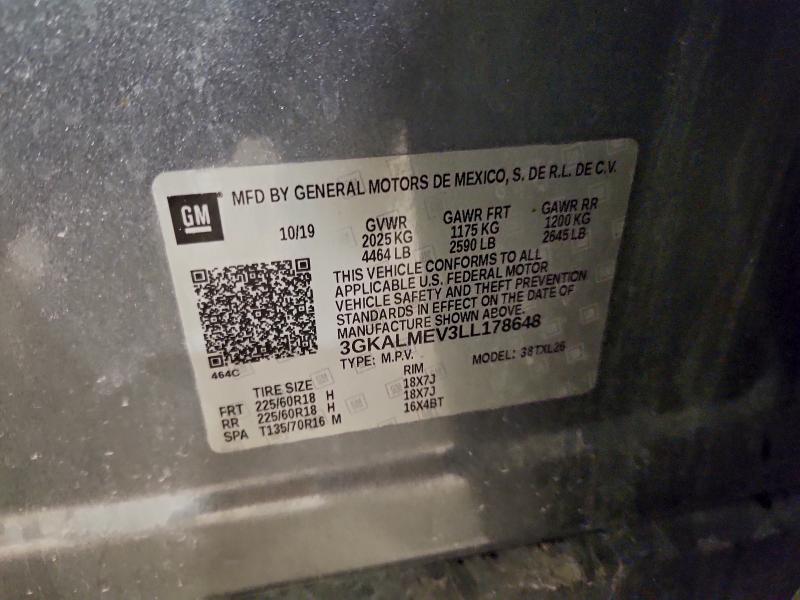 GM MFD BY GENERAL MOTORS DE MEXICO, S. DE R.L. DE C.V.
10/19 GVWR GAWR FRT GAWR RR
2025 KG 1175 KG 1200 KG
4464 LB 2590 LB 2645 LB
THIS VEHICLE CONFORMS TO ALL
APPLICABLE U.S. FEDERAL MOTOR
VEHICLE SAFETY AND THEFT PREVENTION
STANDARDS IN EFFECT ON THE DATE OF
MANUFACTURE SHOWN ABOVE.
3GKALMEV3LL178648
TYPE: M.P.V. MODEL: 38TXL26
464C
TIRE SIZE RIM
FRT 225/60R18 H 18X7J
RR 225/60R18 H 18X7J
SPA T135/70R16 M 16X4BT